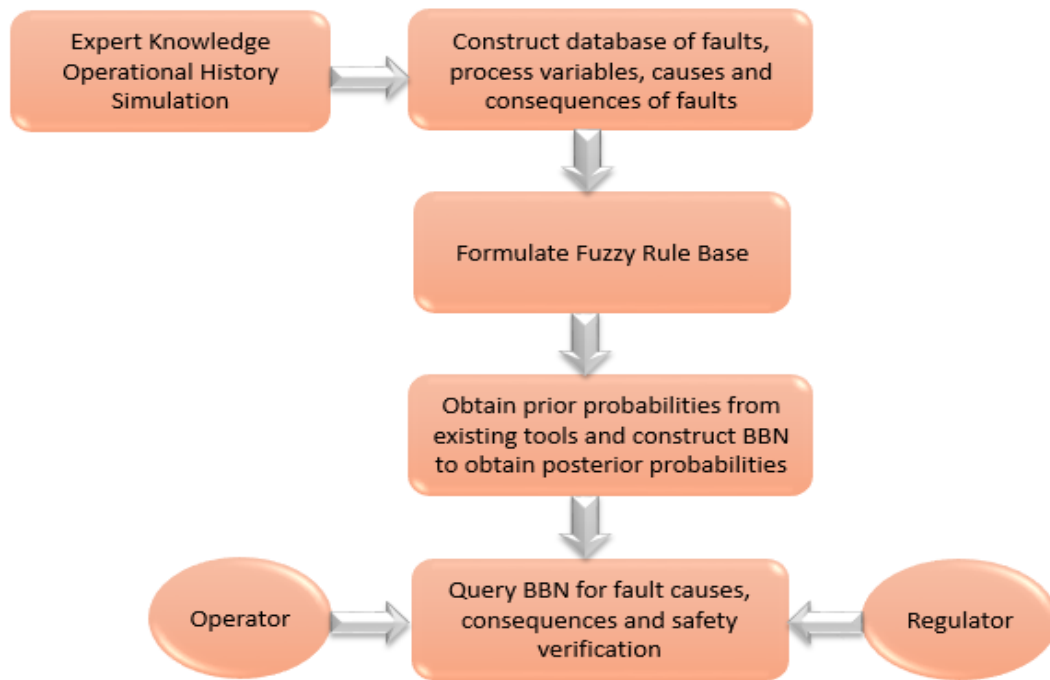 Expert Knowledge
Operational History
Simulation
Construct database of faults,
process variables, causes and
consequences of faults
Formulate Fuzzy Rule Base
Obtain prior probabilities from
existing tools and construct BBN
to obtain posterior probabilities
Operator
Query BBN for fault causes,
consequences and safety
verification
Regulator